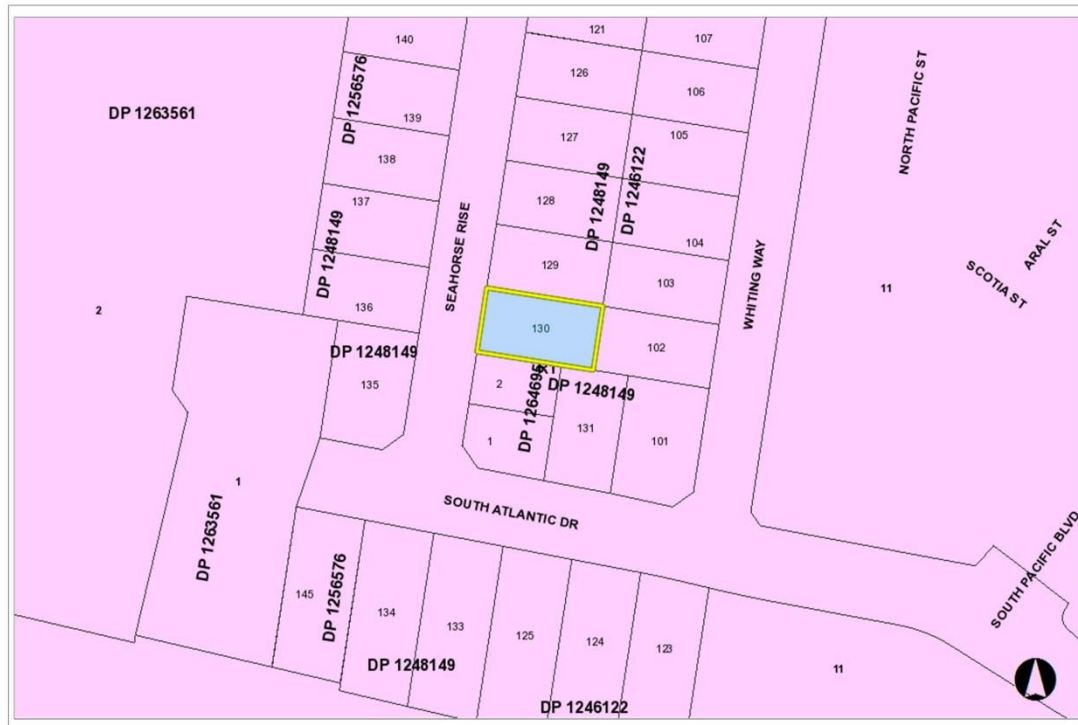 140
121
107
126
106
DP 1256576
139
DP 1263561
127
105
NORTH PACIFIC ST
138
137
128
DP 1248149
DP 1246122
DP 1248149
104
ARAL ST
SEAHORSE RISE
129
103
WHITING WAY
SCOTIA ST
11
2
136
130
102
DP 1248149
135
2
DP 1264695
DP 1248149
1
131
101
1
DP 1263561
SOUTH ATLANTIC DR
SOUTH PACIFIC BLVD
145
DP 1256576
134
133
125
124
123
DP 1248149
11
DP 1246122